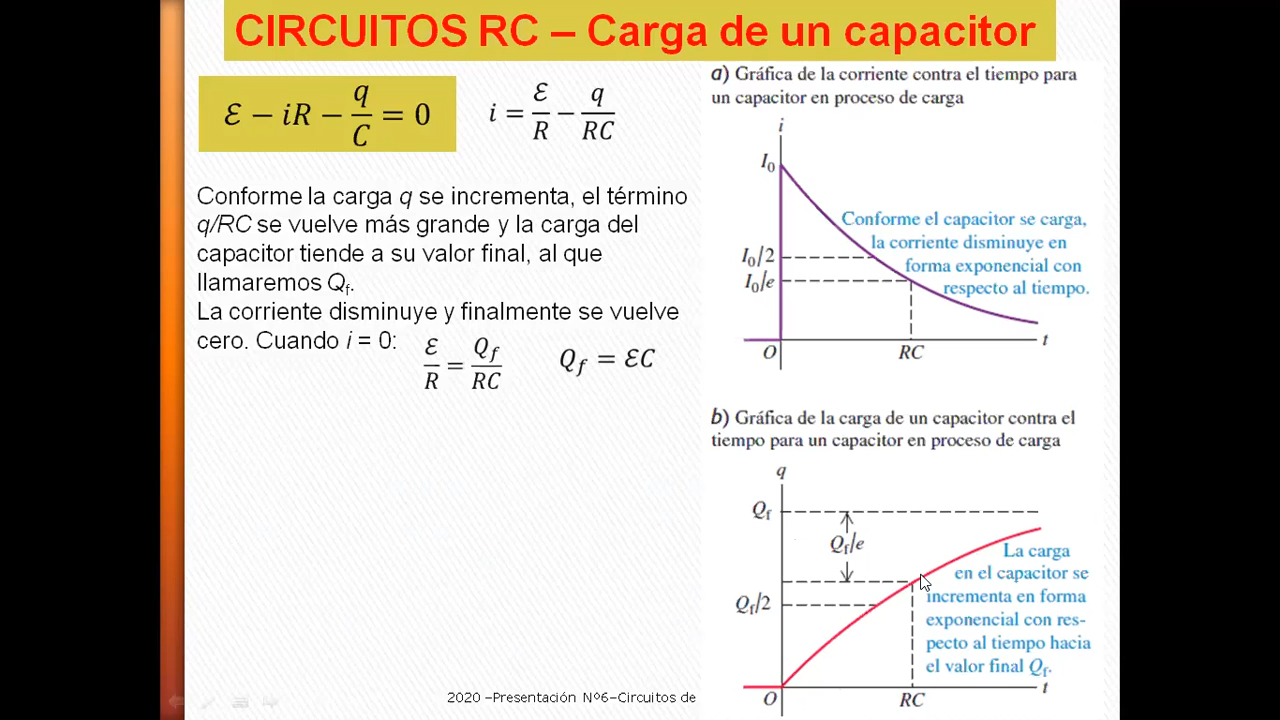 CIRCUITOS RC – Carga de un capacitor
ℰ − iR − q/C = 0
i = ℰ/R − q/RC
Conforme la carga q se incrementa, el término
q/RC se vuelve más grande y la carga del
capacitor tiende a su valor final, al que
llamaremos Qf.
La corriente disminuye y finalmente se vuelve
cero. Cuando i = 0:
ℰ/R = Qf/RC
Qf = ℰC
a) Gráfica de la corriente contra el tiempo para
un capacitor en proceso de carga
i
I0
Conforme el capacitor se carga,
la corriente disminuye en
forma exponencial con
respecto al tiempo.
I0/2
I0/e
O
RC
t
b) Gráfica de la carga de un capacitor contra el
tiempo para un capacitor en proceso de carga
q
Qf
Qf/e
Qf/2
La carga
en el capacitor se
incrementa en forma
exponencial con res-
pecto al tiempo hacia
el valor final Qf.
O
RC
t
2020 –Presentación Nº6–Circuitos de